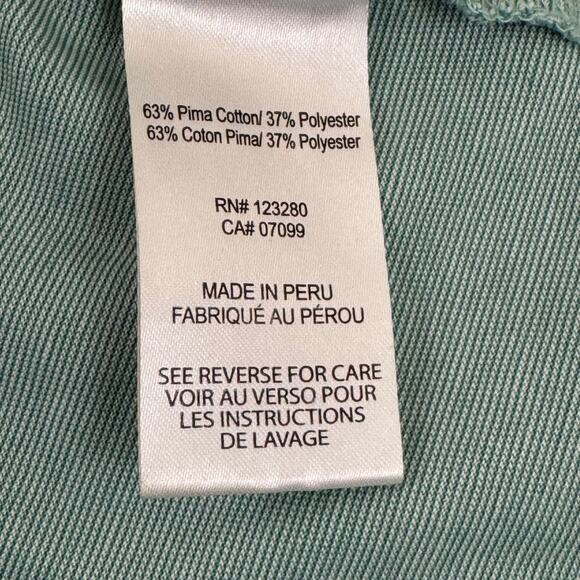 63% Pima Cotton/ 37% Polyester
63% Coton Pima/ 37% Polyester
RN# 123280
CA# 07099
MADE IN PERU
FABRIQUÉ AU PÉROU
SEE REVERSE FOR CARE
VOIR AU VERSO POUR
LES INSTRUCTIONS
DE LAVAGE